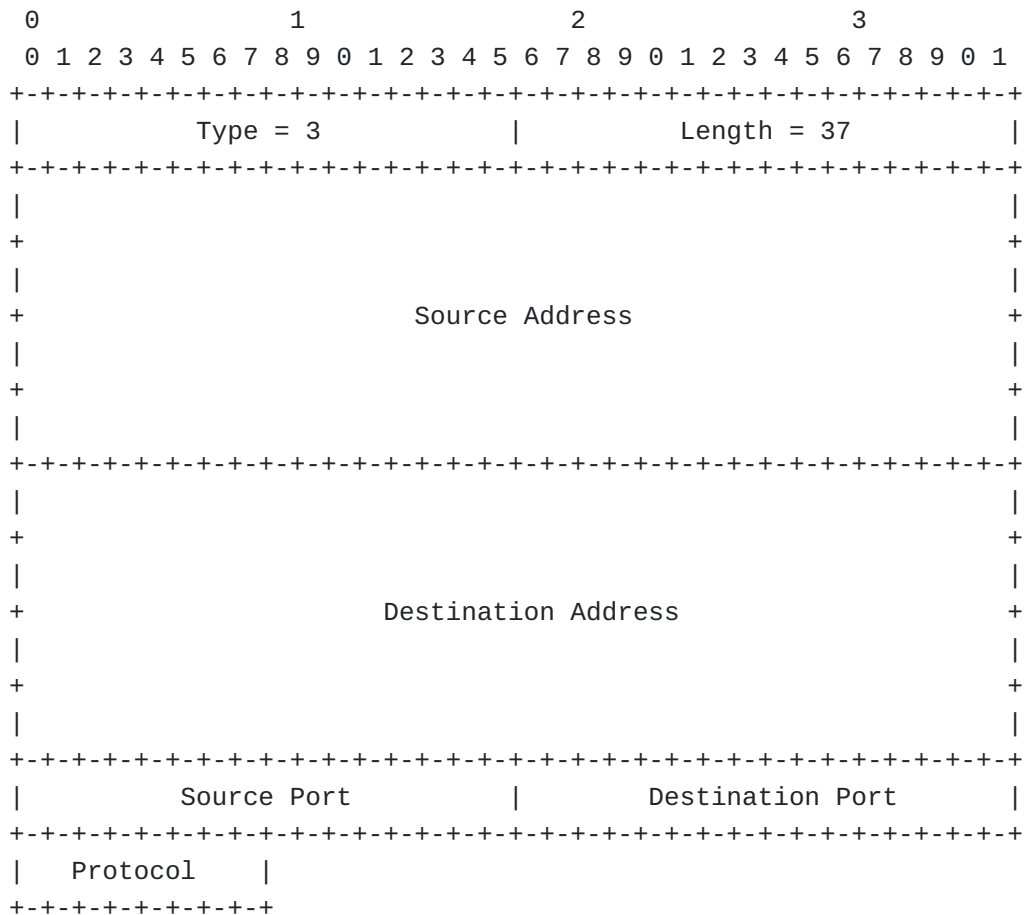 0                   1                   2                   3
 0 1 2 3 4 5 6 7 8 9 0 1 2 3 4 5 6 7 8 9 0 1 2 3 4 5 6 7 8 9 0 1
+-+-+-+-+-+-+-+-+-+-+-+-+-+-+-+-+-+-+-+-+-+-+-+-+-+-+-+-+-+-+-+-+
|           Type = 3            |          Length = 37          |
+-+-+-+-+-+-+-+-+-+-+-+-+-+-+-+-+-+-+-+-+-+-+-+-+-+-+-+-+-+-+-+-+
|                                                               |
+                                                               +
|                                                               |
+                         Source Address                        +
|                                                               |
+                                                               +
|                                                               |
+-+-+-+-+-+-+-+-+-+-+-+-+-+-+-+-+-+-+-+-+-+-+-+-+-+-+-+-+-+-+-+-+
|                                                               |
+                                                               +
|                                                               |
+                       Destination Address                     +
|                                                               |
+                                                               +
|                                                               |
+-+-+-+-+-+-+-+-+-+-+-+-+-+-+-+-+-+-+-+-+-+-+-+-+-+-+-+-+-+-+-+-+
|          Source Port          |        Destination Port       |
+-+-+-+-+-+-+-+-+-+-+-+-+-+-+-+-+-+-+-+-+-+-+-+-+-+-+-+-+-+-+-+-+
|   Protocol    |
+-+-+-+-+-+-+-+-+